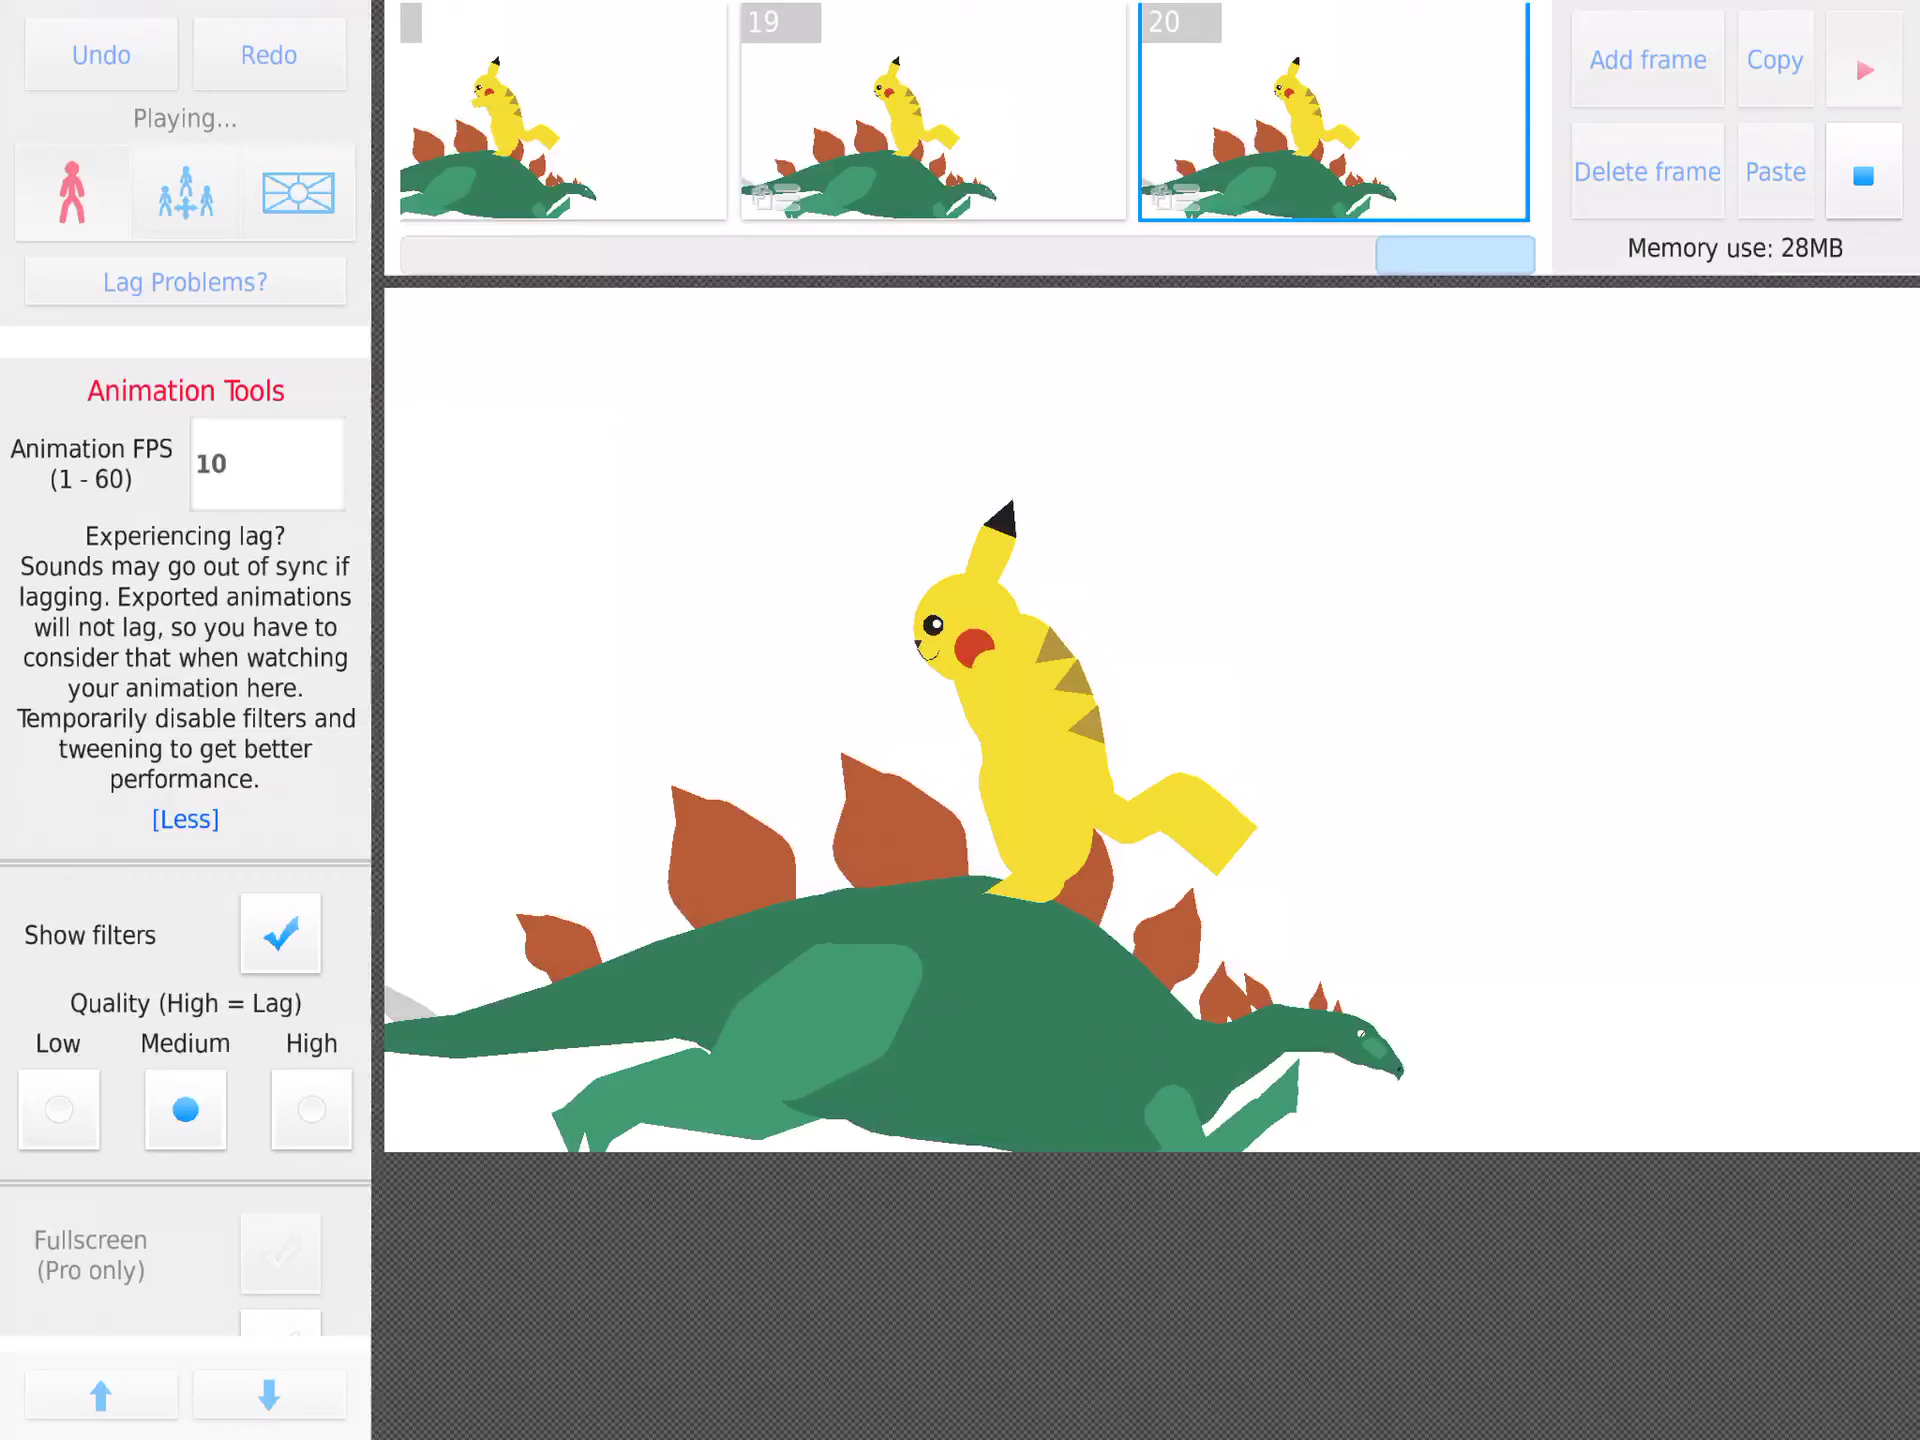 Undo
Redo
Playing...
Lag Problems?
19
20
Add frame
Copy
Delete frame
Paste
Memory use: 28MB
Animation Tools
Animation FPS
(1 - 60)
10
Experiencing lag?
Sounds may go out of sync if
lagging. Exported animations
will not lag, so you have to
consider that when watching
your animation here.
Temporarily disable filters and
tweening to get better
performance.
[Less]
Show filters
Quality (High = Lag)
Low
Medium
High
Fullscreen
(Pro only)